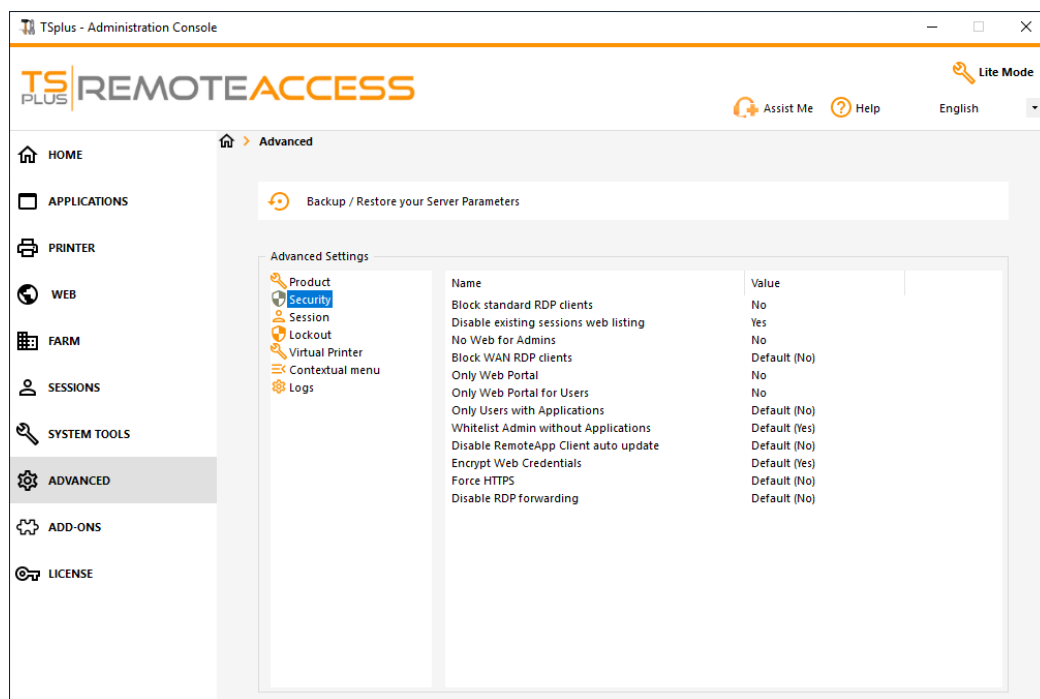 TSplus - Administration Console
TS PLUS REMOTEACCESS
Lite Mode
Assist Me Help English
HOME
APPLICATIONS
PRINTER
WEB
FARM
SESSIONS
SYSTEM TOOLS
ADVANCED
ADD-ONS
LICENSE
Advanced
Backup / Restore your Server Parameters
Advanced Settings
Product
Security
Session
Lockout
Virtual Printer
Contextual menu
Logs
Name Value
Block standard RDP clients No
Disable existing sessions web listing Yes
No Web for Admins No
Block WAN RDP clients Default (No)
Only Web Portal No
Only Web Portal for Users No
Only Users with Applications Default (No)
Whitelist Admin without Applications Default (Yes)
Disable RemoteApp Client auto update Default (No)
Encrypt Web Credentials Default (Yes)
Force HTTPS Default (No)
Disable RDP forwarding Default (No)